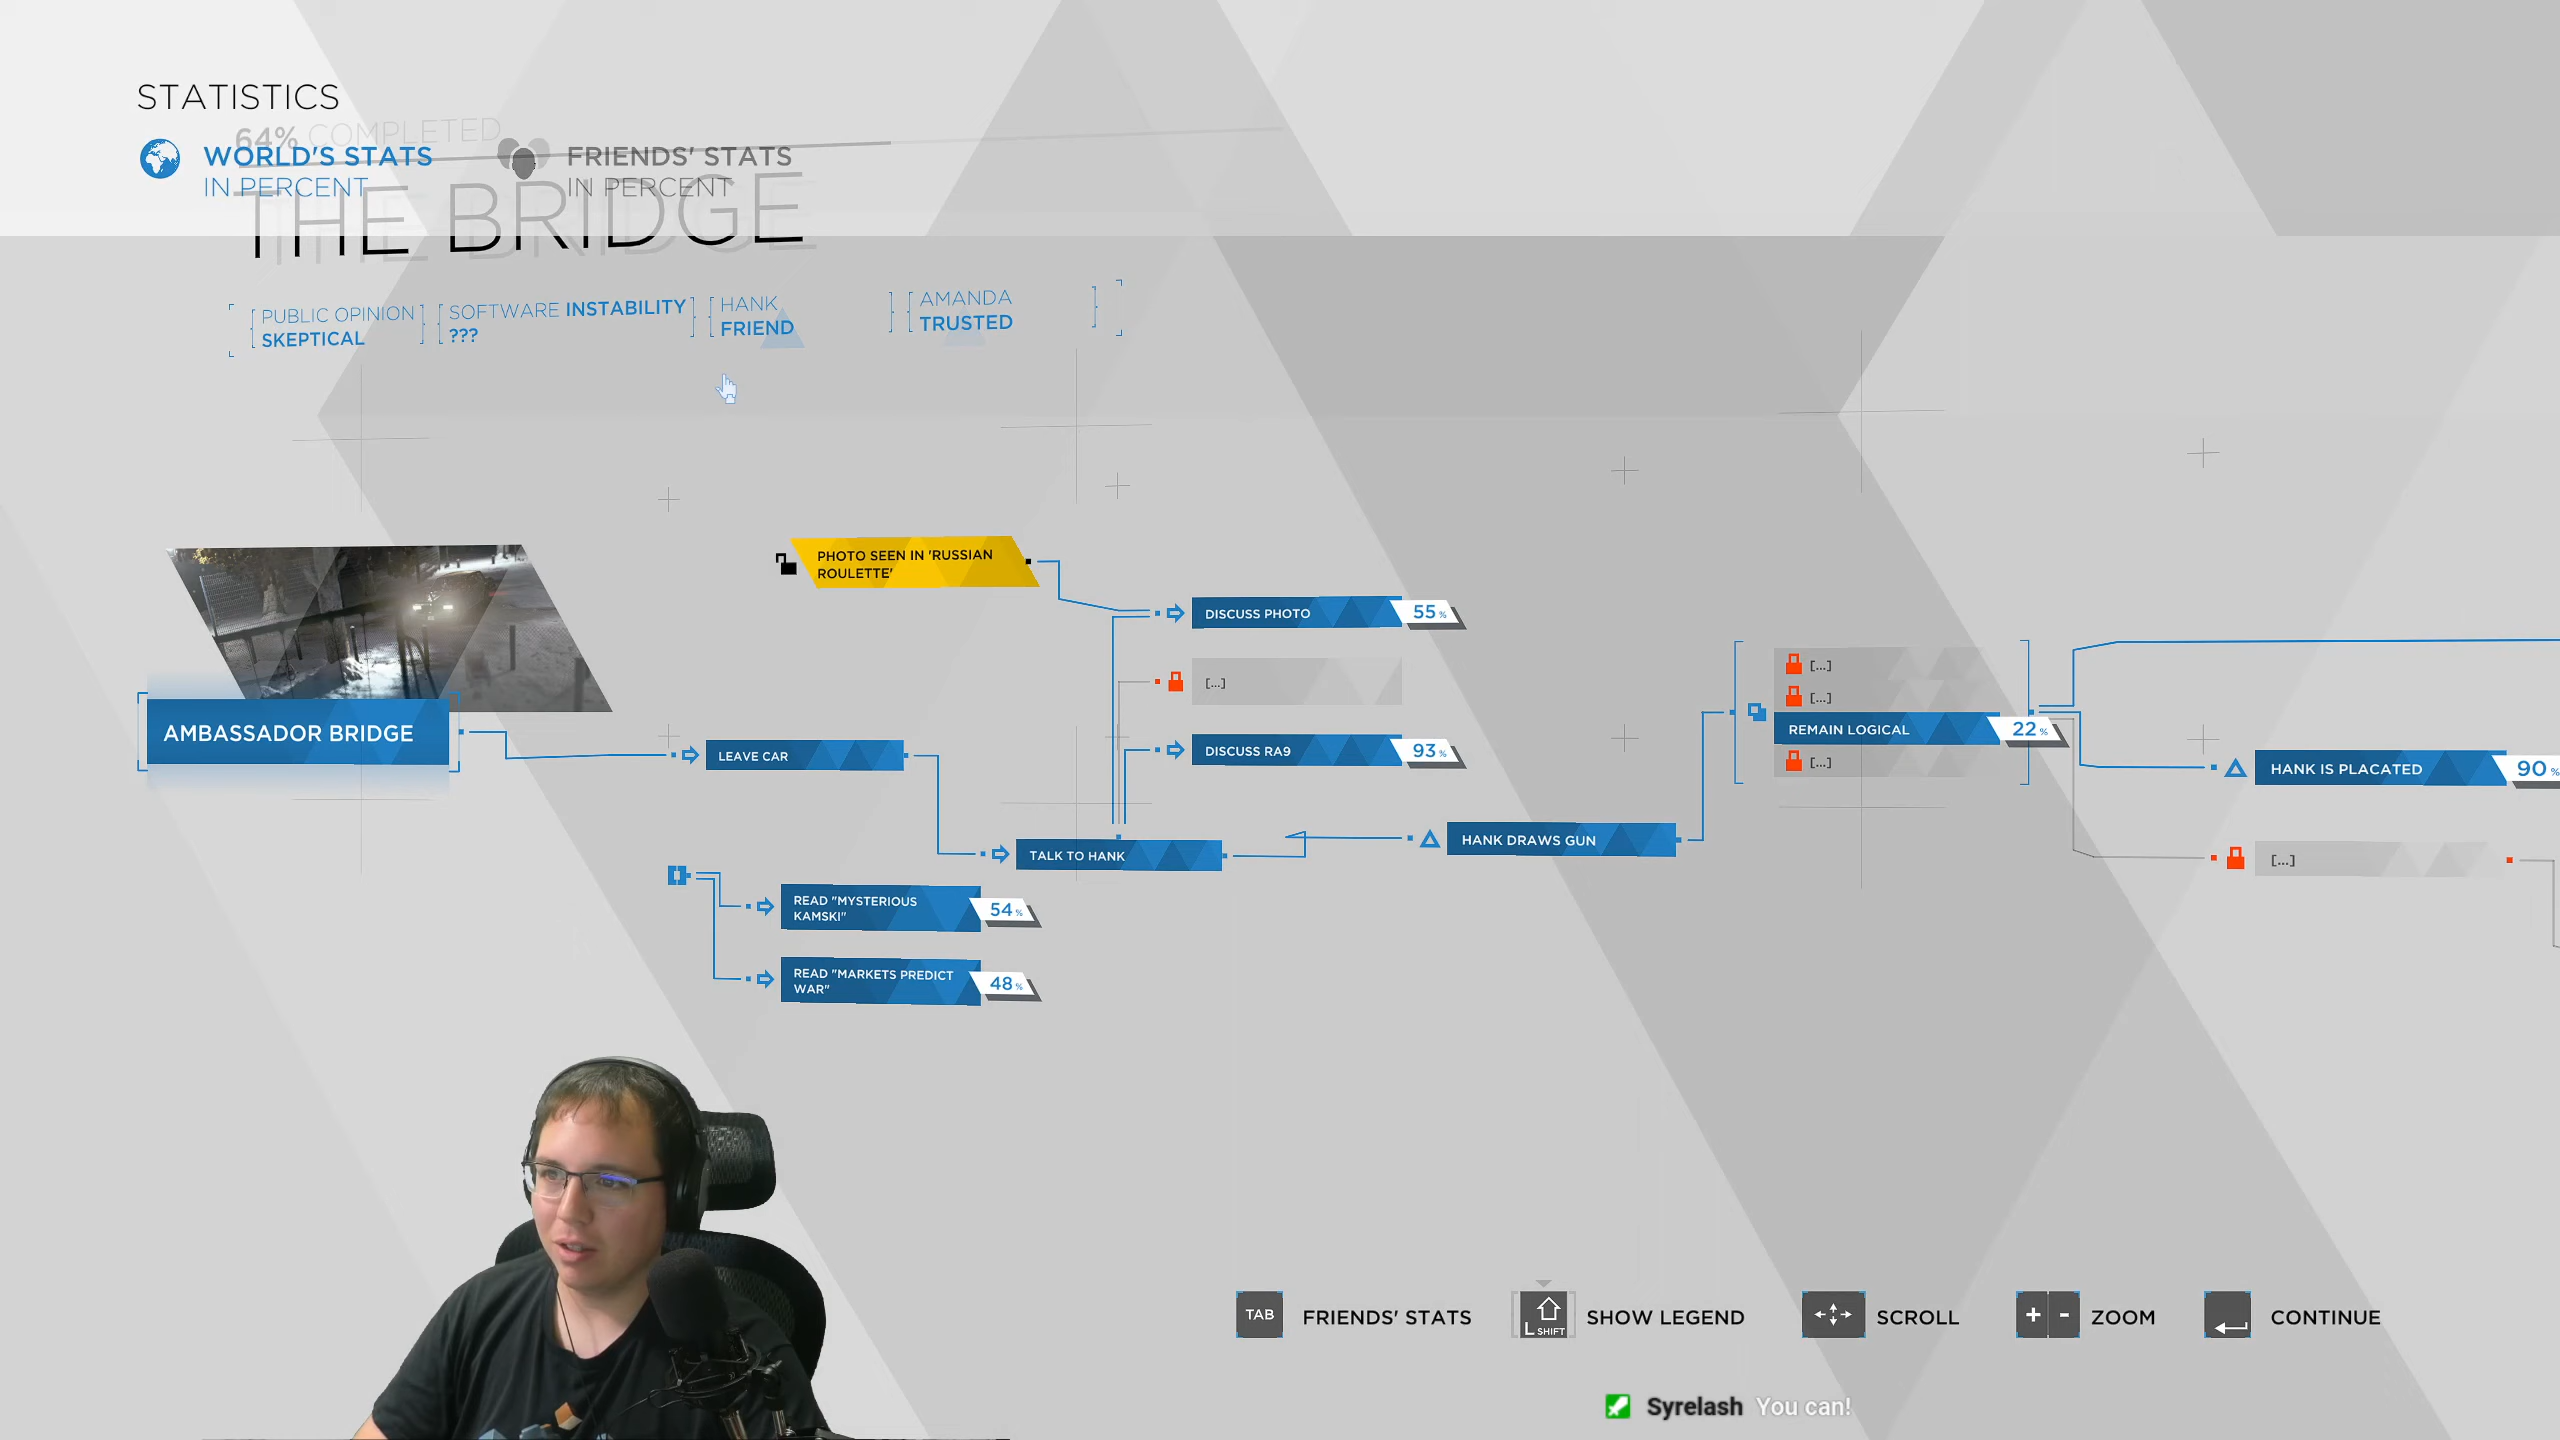 STATISTICS
64% COMPLETED
WORLD'S STATS
IN PERCENT
FRIENDS' STATS
IN PERCENT
THE BRIDGE
PUBLIC OPINION
SKEPTICAL
SOFTWARE INSTABILITY
???
HANK
FRIEND
AMANDA
TRUSTED
PHOTO SEEN IN 'RUSSIAN
ROULETTE'
DISCUSS PHOTO
55%
[...]
DISCUSS RA9
93%
AMBASSADOR BRIDGE
LEAVE CAR
TALK TO HANK
READ "MYSTERIOUS
KAMSKI"
54%
READ "MARKETS PREDICT
WAR"
48%
HANK DRAWS GUN
[...]
[...]
REMAIN LOGICAL
22%
[...]
HANK IS PLACATED
90%
[...]
TAB
FRIENDS' STATS
L SHIFT
SHOW LEGEND
SCROLL
+ -
ZOOM
CONTINUE
Syrelash You can!